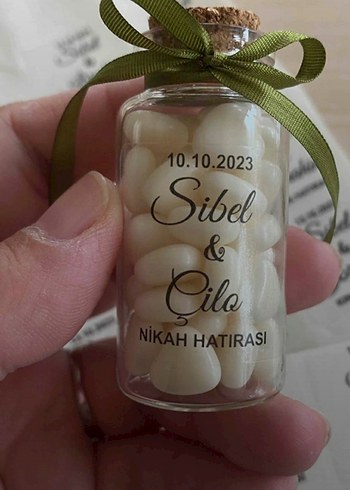 10.10.2023
Sibel
&
Çilo
NİKAH HATIRASI